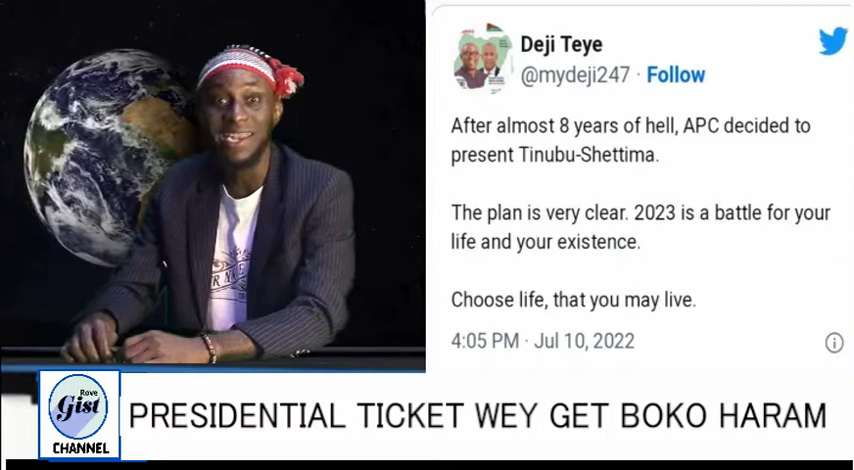 Deji Teye
@mydeji247 · Follow
After almost 8 years of hell, APC decided to
present Tinubu-Shettima.
The plan is very clear. 2023 is a battle for your
life and your existence.
Choose life, that you may live.
4:05 PM · Jul 10, 2022
Rove
Gist
CHANNEL
PRESIDENTIAL TICKET WEY GET BOKO HARAM